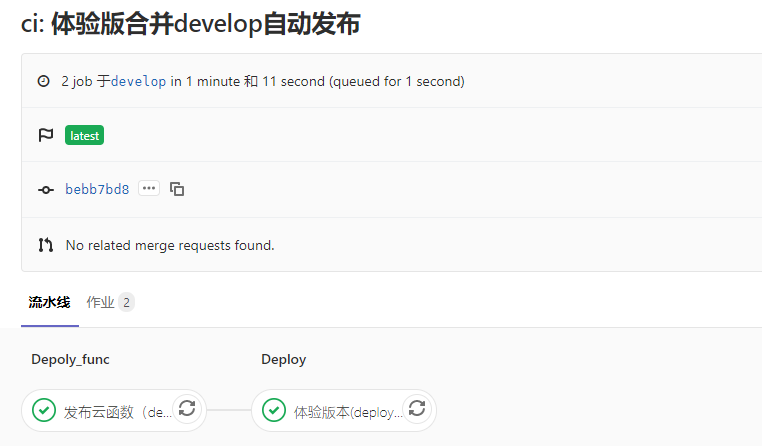 ci: 体验版合并develop自动发布
2 job 于develop in 1 minute 和 11 second (queued for 1 second)
latest
bebb7bd8
No related merge requests found.
流水线 作业 2
Depoly_func Deploy
发布云函数（de... 体验版本(deploy...